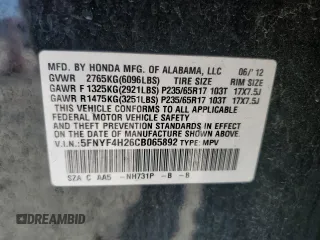 MFD. BY HONDA MFG. OF ALABAMA, LLC 06/'12
GVWR 2765KG(6096LBS) TIRE SIZE RIM SIZE
GAWR F 1325KG(2921LBS) P235/65R17 103T 17X7.5J
GAWR R1475KG(3251LBS) P235/65R17 103T 17X7.5J
THIS VEHICLE CONFORMS TO ALL APPLICABLE FEDERAL
MOTOR VEHICLE SAFETY AND THEFT PREVENTION
STANDARDS IN EFFECT ON THE DATE OF
MANUFACTURE SHOWN ABOVE.
V.I.N.: 5FNYF4H26CB065892 TYPE: MPV
SZA C AA5 -NH731P -B -B
DREAMBID